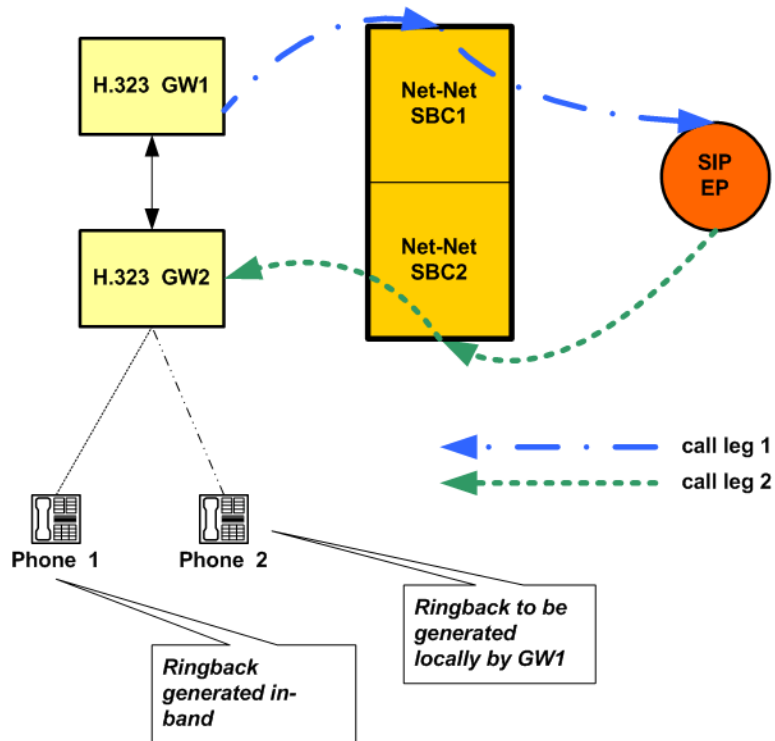 H.323 GW1
Net-Net
SBC1
SIP
EP
H.323 GW2
Net-Net
SBC2
call leg 1
call leg 2
Phone 1
Phone 2
Ringback to be
generated
locally by GW1
Ringback
generated in-
band